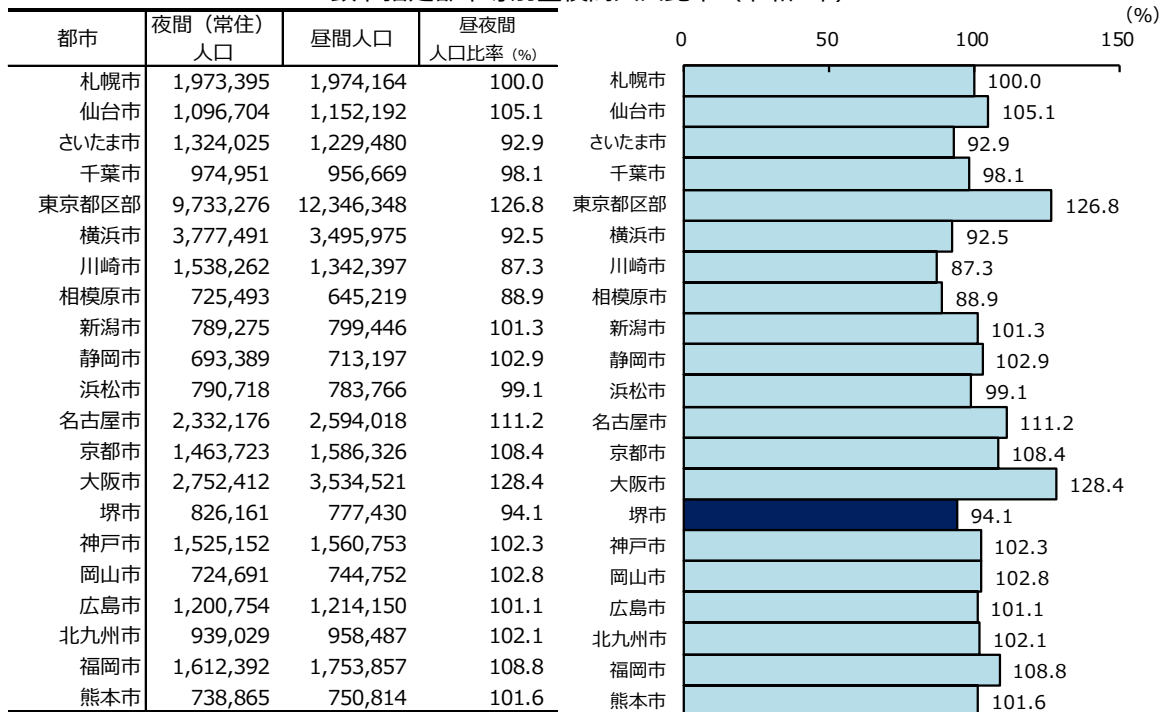 (%)
都市 夜間（常住）人口 昼間人口 昼夜間人口比率 (%)
札幌市 1,973,395 1,974,164 100.0
仙台市 1,096,704 1,152,192 105.1
さいたま市 1,324,025 1,229,480 92.9
千葉市 974,951 956,669 98.1
東京都区部 9,733,276 12,346,348 126.8
横浜市 3,777,491 3,495,975 92.5
川崎市 1,538,262 1,342,397 87.3
相模原市 725,493 645,219 88.9
新潟市 789,275 799,446 101.3
静岡市 693,389 713,197 102.9
浜松市 790,718 783,766 99.1
名古屋市 2,332,176 2,594,018 111.2
京都市 1,463,723 1,586,326 108.4
大阪市 2,752,412 3,534,521 128.4
堺市 826,161 777,430 94.1
神戸市 1,525,152 1,560,753 102.3
岡山市 724,691 744,752 102.8
広島市 1,200,754 1,214,150 101.1
北九州市 939,029 958,487 102.1
福岡市 1,612,392 1,753,857 108.8
熊本市 738,865 750,814 101.6
0 50 100 150
札幌市 100.0
仙台市 105.1
さいたま市 92.9
千葉市 98.1
東京都区部 126.8
横浜市 92.5
川崎市 87.3
相模原市 88.9
新潟市 101.3
静岡市 102.9
浜松市 99.1
名古屋市 111.2
京都市 108.4
大阪市 128.4
堺市 94.1
神戸市 102.3
岡山市 102.8
広島市 101.1
北九州市 102.1
福岡市 108.8
熊本市 101.6